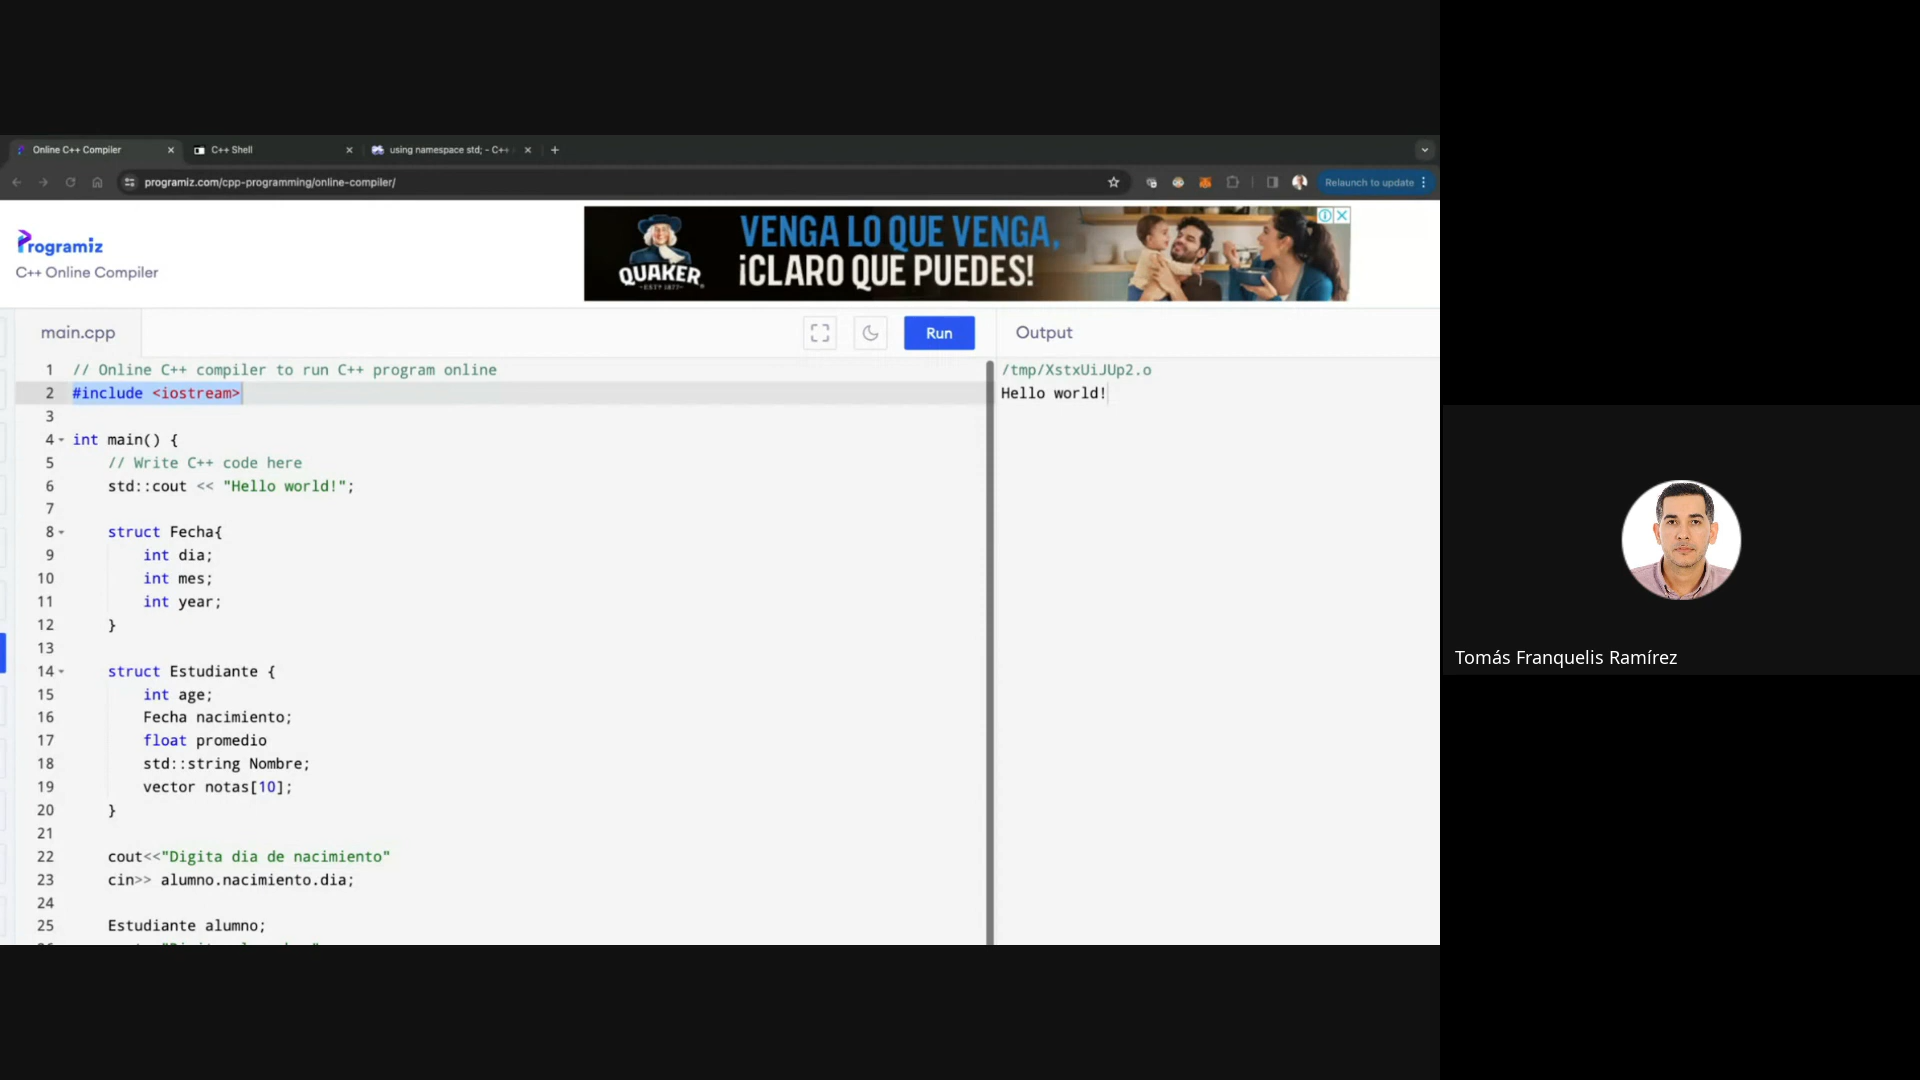 Online C++ Compiler
C++ Shell
using namespace std; - C++
programiz.com/cpp-programming/online-compiler/
Relaunch to update
Programiz
C++ Online Compiler
QUAKER
ESTD 1877
VENGA LO QUE VENGA,
¡CLARO QUE PUEDES!
main.cpp
Run
Output
1 // Online C++ compiler to run C++ program online
2 #include <iostream>
3
4 int main() {
5     // Write C++ code here
6     std::cout << "Hello world!";
7
8     struct Fecha{
9         int dia;
10         int mes;
11         int year;
12     }
13
14     struct Estudiante {
15         int age;
16         Fecha nacimiento;
17         float promedio
18         std::string Nombre;
19         vector notas[10];
20     }
21
22     cout<<"Digita dia de nacimiento"
23     cin>> alumno.nacimiento.dia;
24
25     Estudiante alumno;
/tmp/XstxUiJUp2.o
Hello world!
Tomás Franquelis Ramírez